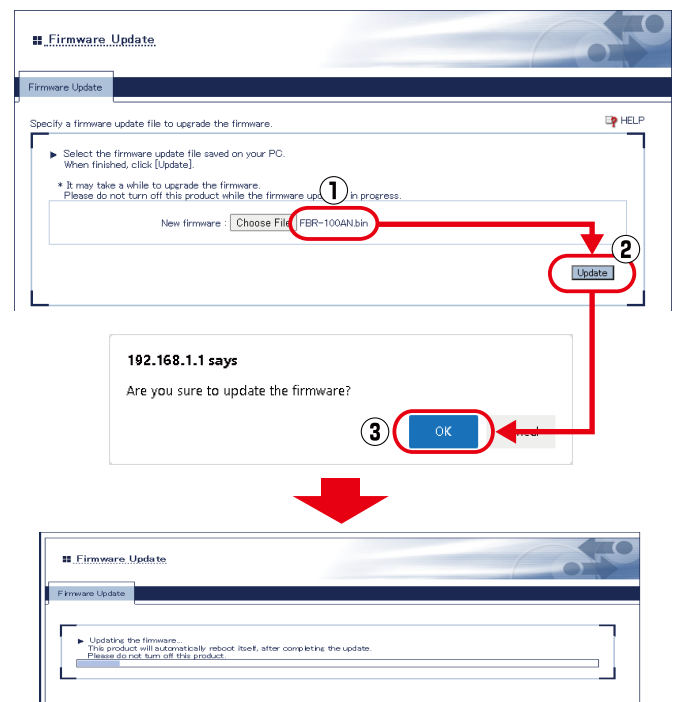 Firmware Update
Firmware Update
Specify a firmware update file to upgrade the firmware.
HELP
▶ Select the firmware update file saved on your PC.
When finished, click [Update].
* It may take a while to upgrade the firmware.
Please do not turn off this product while the firmware upd in progress.
①
New firmware : Choose File FBR-100AN.bin
②
Update
192.168.1.1 says
Are you sure to update the firmware?
③
OK
Firmware Update
Firmware Update
▶ Updating the firmware...
This product will automatically reboot itself, after completing the update.
Please do not turn off this product.